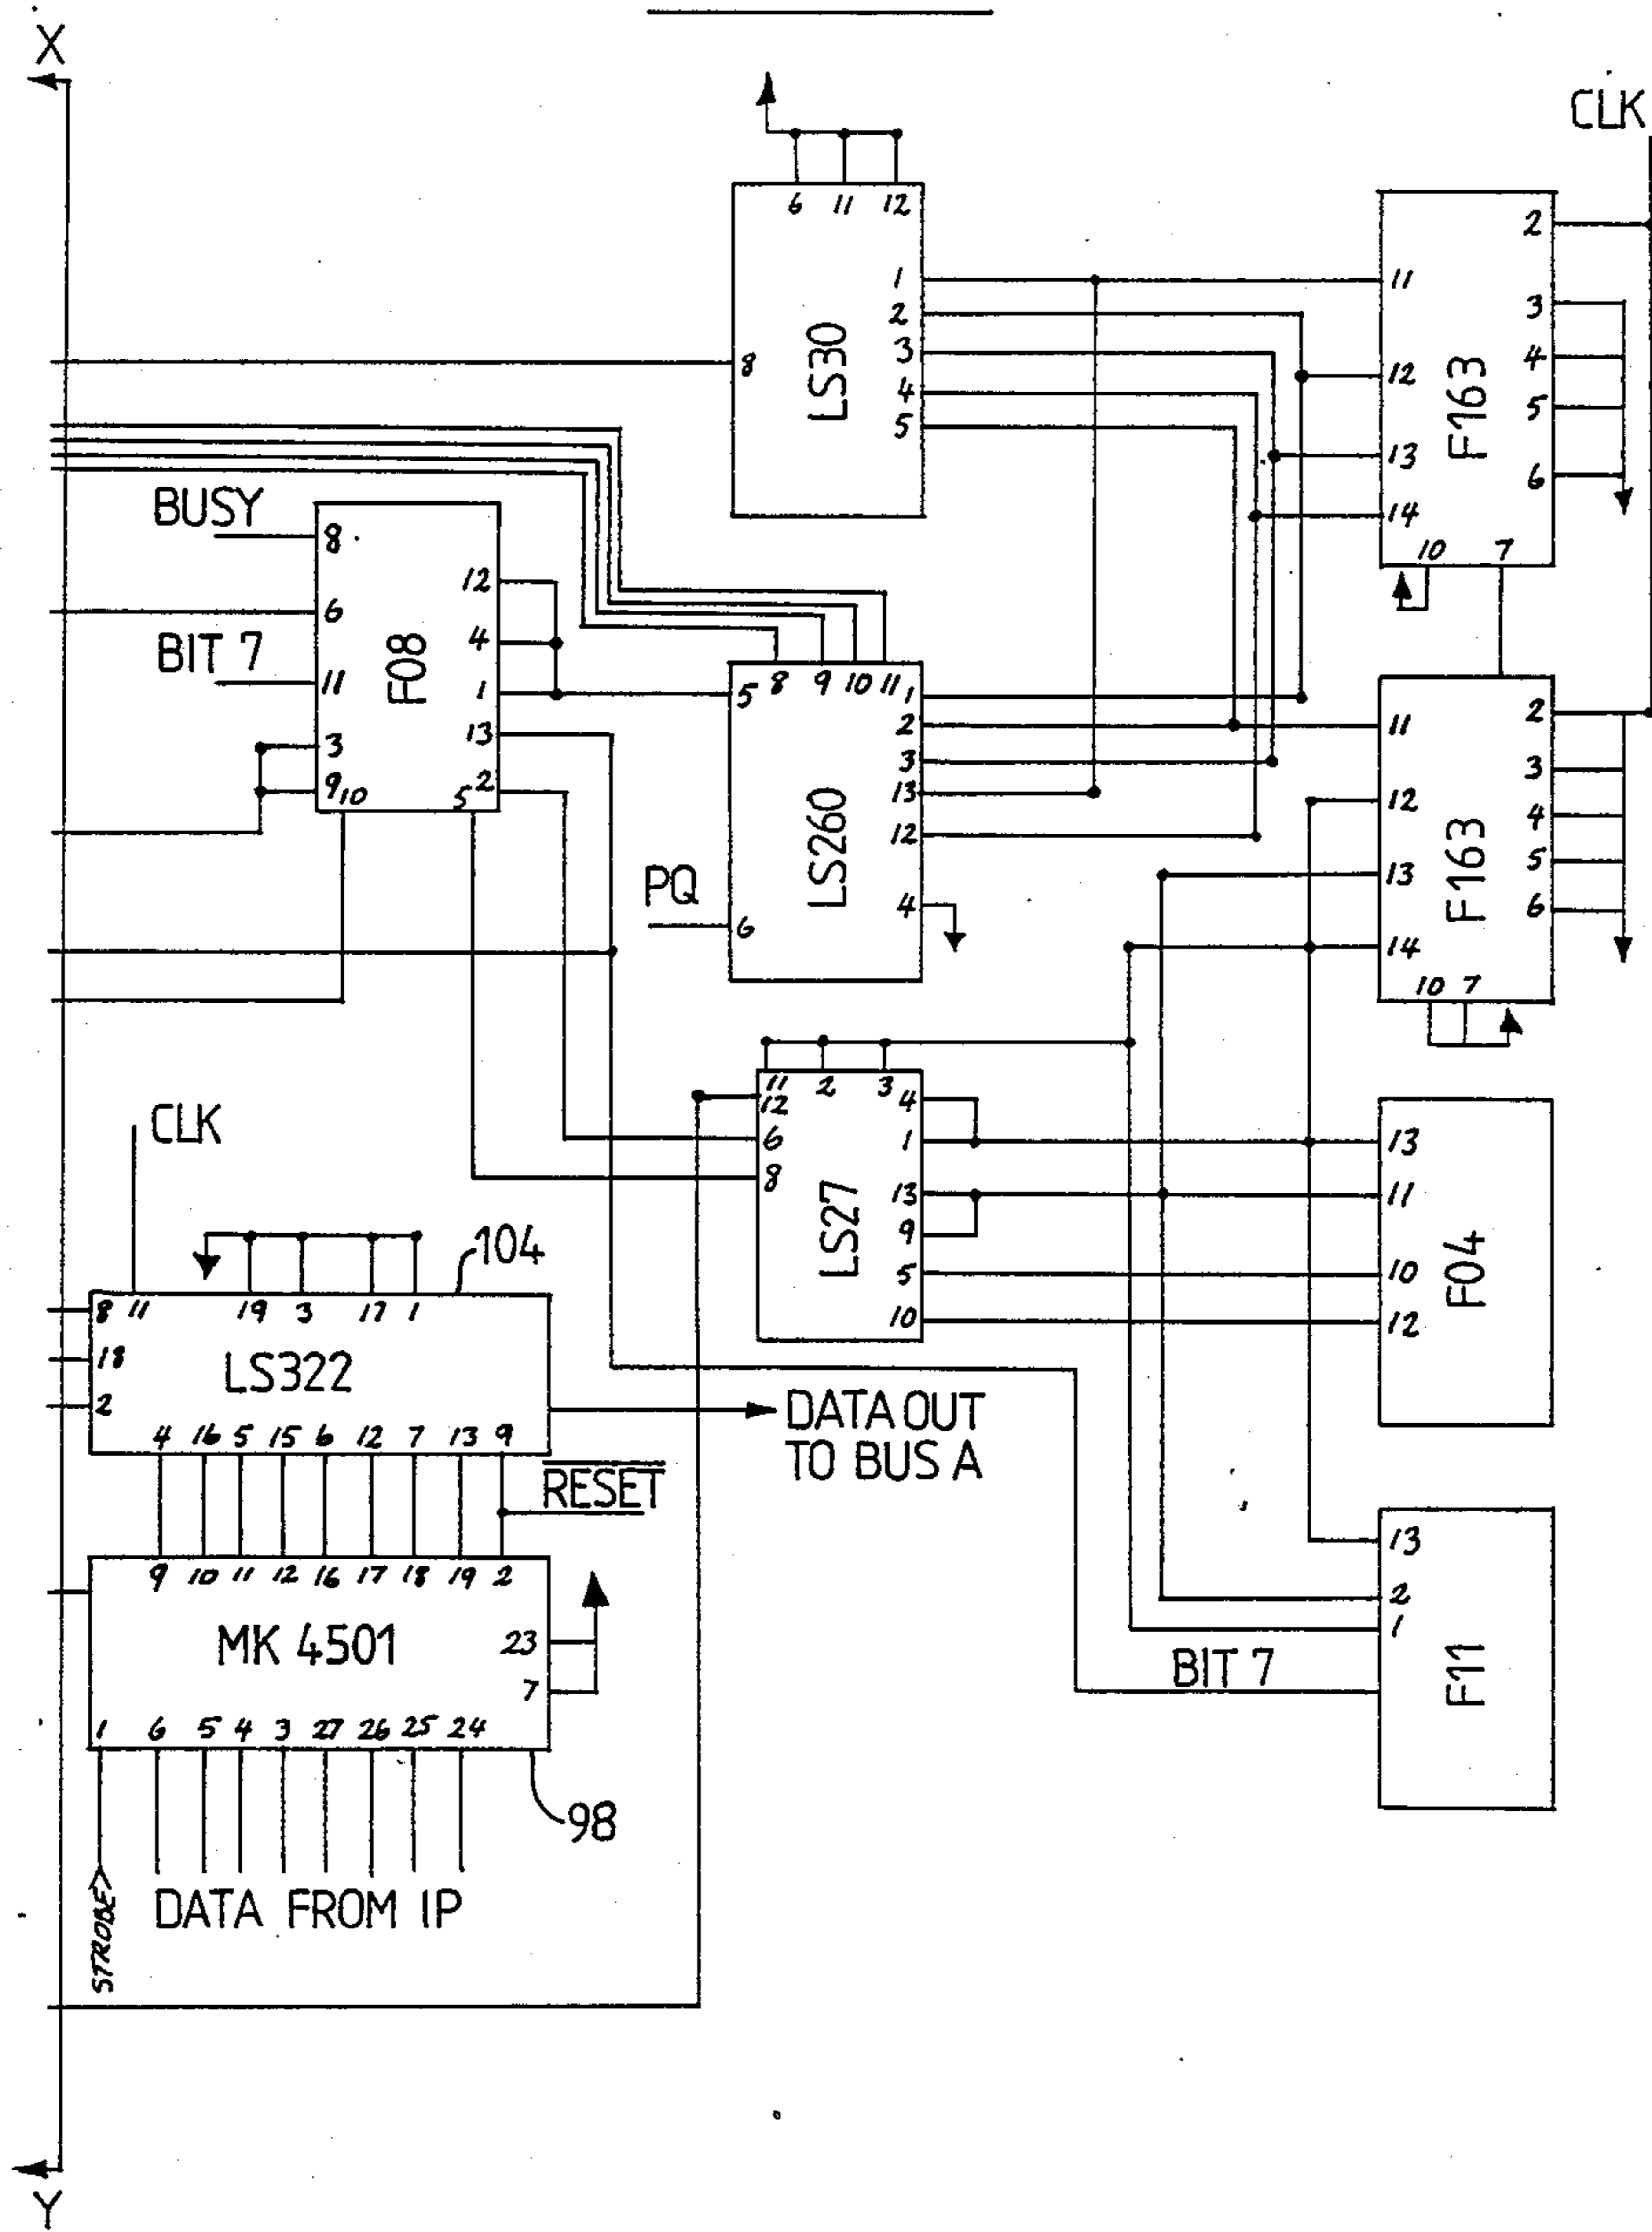 X
CLK
6 11 12
2
1
11
2
3
LS30
3
8
4
12
4
F163
5
5
13
6
BUSY
8
14
12
10 7
6
4
BIT 7
F08
11
8 9 10 11
1
5
1
2
13
2
11
3
3
3
13
12
4
9
10
5
2
LS260
12
F163
5
PQ
13
4
6
6
14
10 7
11 2 3
12
4
CLK
6
1
13
8
13
11
LS27
9
104
5
10
F04
8
11
19 3 17 1
10
12
18
LS322
2
DATA OUT
TO BUS A
4 16 5 15 6 12 7 13 9
RESET
13
9 10 11 12 16 17 18 19 2
2
1
MK 4501
23
BIT 7
7
F11
1 6 5 4 3 27 26 25 24
98
STROBE>
DATA FROM IP
Y